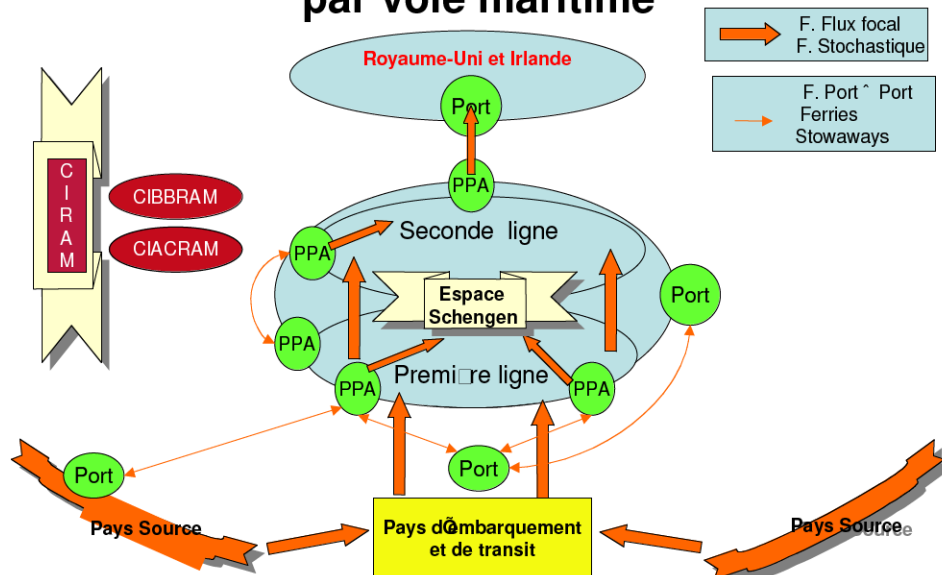 par voie maritime
F. Flux focal
F. Stochastique
Royaume-Uni et Irlande
Port
F. Port ˆ Port
Ferries
Stowaways
C
I
R
A
M
CIBBRAM
CIACRAM
PPA
Seconde ligne
PPA
Espace
Schengen
Port
PPA
Premi□re ligne
PPA
PPA
Port
Port
Pays Source
Pays dÕembarquement
et de transit
Pays Source